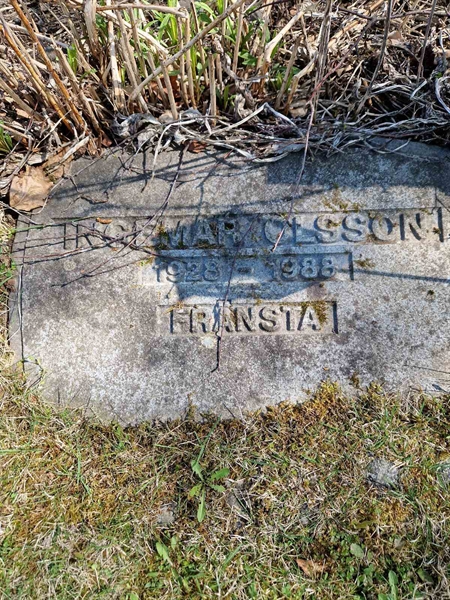 INGEMAR OLSSON
1928 - 1988
FRANSTA